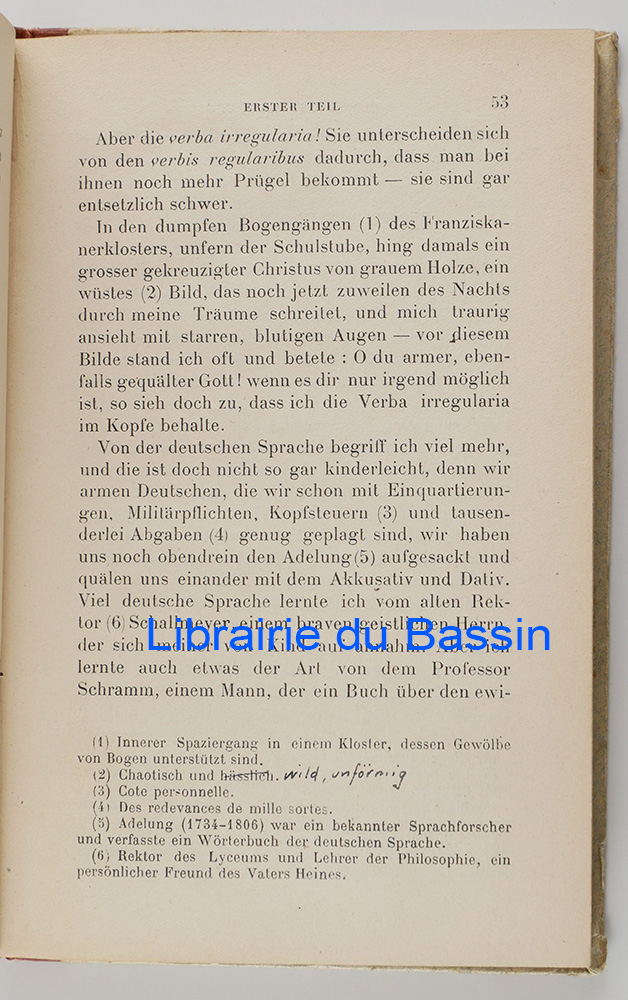 ERSTER TEIL 53
Aber die verba irregularia! Sie unterscheiden sich
von den verbis regularibus dadurch, dass man bei
ihnen noch mehr Prügel bekommt — sie sind gar
entsetzlich schwer.
In den dumpfen Bogengängen (1) des Franziska-
nerklosters, unfern der Schulstube, hing damals ein
grosser gekreuzigter Christus von grauem Holze, ein
wüstes (2) Bild, das noch jetzt zuweilen des Nachts
durch meine Träume schreitet, und mich traurig
ansieht mit starren, blutigen Augen — vor diesem
Bilde stand ich oft und betete : O du armer, eben-
falls gequälter Gott! wenn es dir nur irgend möglich
ist, so sieh doch zu, dass ich die Verba irregularia
im Kopfe behalte.
Von der deutschen Sprache begriff ich viel mehr,
und die ist doch nicht so gar kinderleicht, denn wir
armen Deutschen, die wir schon mit Einquartierun-
gen, Militärpflichten, Kopfsteuern (3) und tausen-
derlei Abgaben (4) genug geplagt sind, wir haben
uns noch obendrein den Adelung (5) aufgesackt und
quälen uns einander mit dem Akkusativ und Dativ.
Viel deutsche Sprache lernte ich vom alten Rek-
tor (6) Schallmeyer, einem braven geistlichen Herrn,
der sich meiner von Kind auf annahm. Aber ich
Librairie du Bassin
lernte auch etwas der Art von dem Professor
Schramm, einem Mann, der ein Buch über den ewi-
(1) Innerer Spaziergang in einem Kloster, dessen Gewölbe
von Bogen unterstützt sind.
(2) Chaotisch und hässlich. wild, unförmig
(3) Cote personnelle.
(4) Des redevances de mille sortes.
(5) Adelung (1734-1806) war ein bekannter Sprachforscher
und verfasste ein Wörterbuch der deutschen Sprache.
(6) Rektor des Lyceums und Lehrer der Philosophie, ein
persönlicher Freund des Vaters Heines.